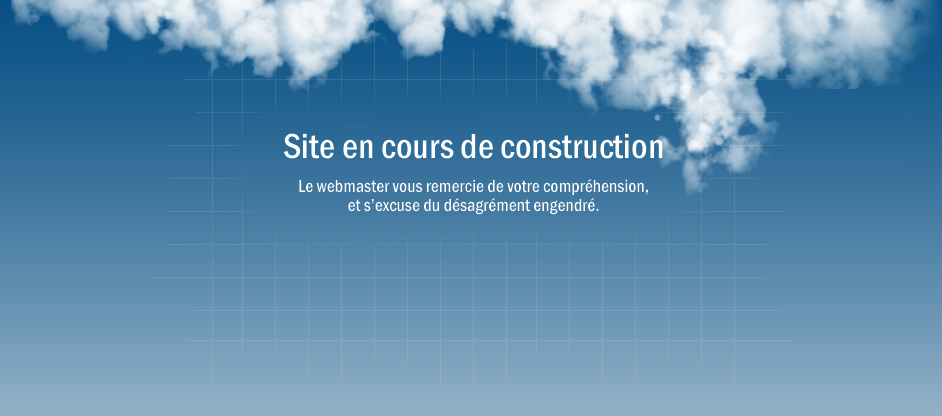 Site en cours de construction
Le webmaster vous remercie de votre compréhension,
et s'excuse du désagrément engendré.